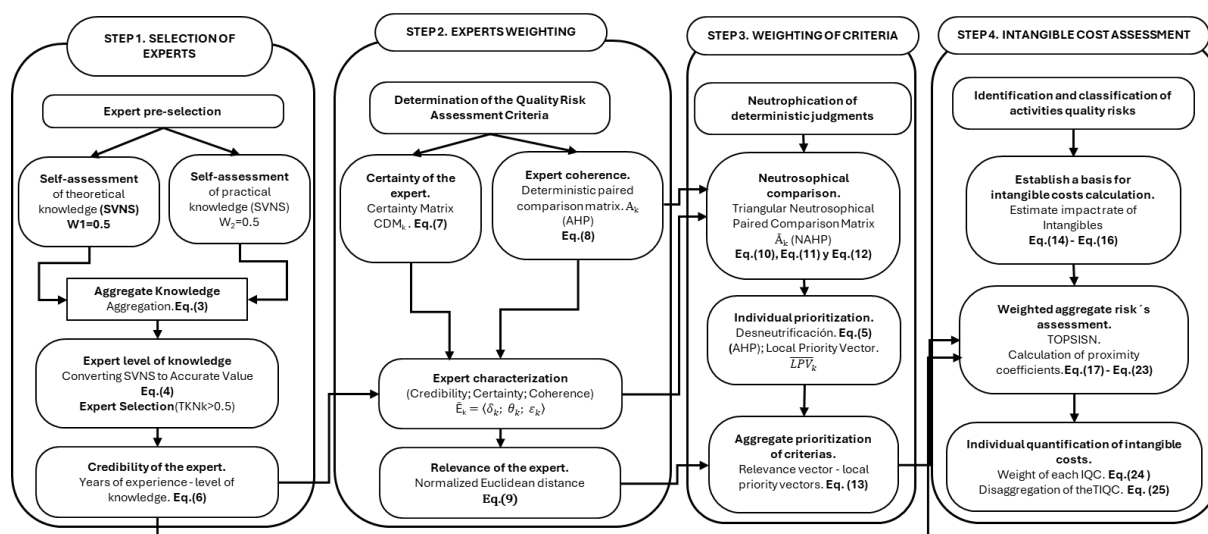 STEP 1. SELECTION OF
EXPERTS
Expert pre-selection
Self-assessment
of theoretical
knowledge (SVNS)
W1=0.5
Self-assessment
of practical
knowledge (SVNS)
W₂=0.5
Aggregate Knowledge
Aggregation. Eq.(3)
Expert level of knowledge
Converting SVNS to Accurate Value
Eq.(4)
Expert Selection(TKNk>0.5)
Credibility of the expert.
Years of experience - level of
knowledge. Eq.(6)
STEP 2. EXPERTS WEIGHTING
Determination of the Quality Risk
Assessment Criteria
Certainty of the
expert.
Certainty Matrix
CDMₖ. Eq.(7)
Expert coherence.
Deterministic paired
comparison matrix. Aₖ
(AHP)
Eq.(8)
Expert characterization
(Credibility; Certainty; Coherence)
Ẽₖ = ⟨δₖ; θₖ; εₖ⟩
Relevance of the expert.
Normalized Euclidean distance
Eq.(9)
STEP 3. WEIGHTING OF CRITERIA
Neutrophication of
deterministic judgments
Neutrosophical
comparison.
Triangular Neutrosophical
Paired Comparison Matrix
Ãₖ (NAHP)
Eq.(10), Eq.(11) y Eq.(12)
Individual prioritization
Desneutrificación. Eq.(5)
(AHP); Local Priority Vector.
L̅P̅V̅ₖ
Aggregate prioritization
of criterias.
Relevance vector - local
priority vectors. Eq. (13)
STEP 4. INTANGIBLE COST ASSESSMENT
Identification and classification of
activities quality risks
Establish a basis for
intangible costs calculation.
Estimate impact rate of
Intangibles
Eq.(14) - Eq.(16)
Weighted aggregate risk´s
assessment.
TOPSISN.
Calculation of proximity
coefficients.Eq.(17) - Eq.(23)
Individual quantification of intangible
costs.
Weight of each IQC. Eq.(24)
Disaggregation of theTIQC. Eq. (25)